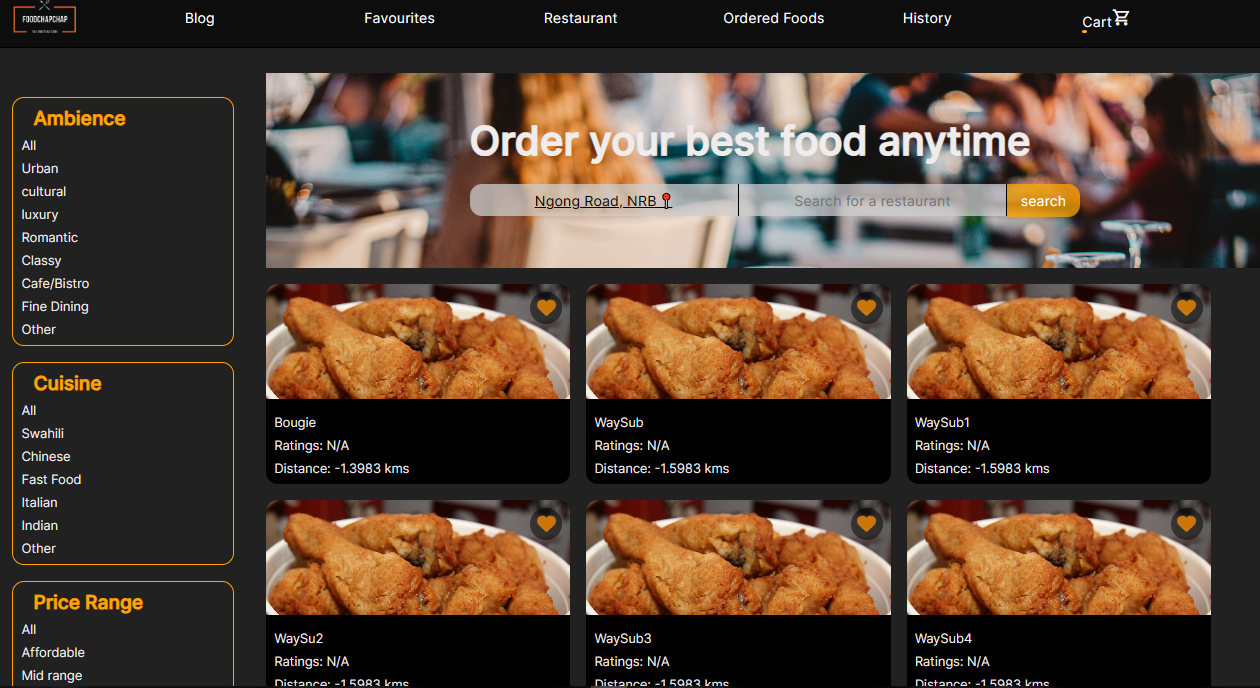 FOODCHAPCHAP
Blog
Favourites
Restaurant
Ordered Foods
History
Cart
Ambience
All
Urban
cultural
luxury
Romantic
Classy
Cafe/Bistro
Fine Dining
Other
Cuisine
All
Swahili
Chinese
Fast Food
Italian
Indian
Other
Price Range
All
Affordable
Mid range
Order your best food anytime
Ngong Road, NRB
Search for a restaurant
search
Bougie
Ratings: N/A
Distance: -1.3983 kms
WaySub
Ratings: N/A
Distance: -1.5983 kms
WaySub1
Ratings: N/A
Distance: -1.5983 kms
WaySu2
Ratings: N/A
Distance: -1.5983 kms
WaySub3
Ratings: N/A
Distance: -1.5983 kms
WaySub4
Ratings: N/A
Distance: -1.5983 kms